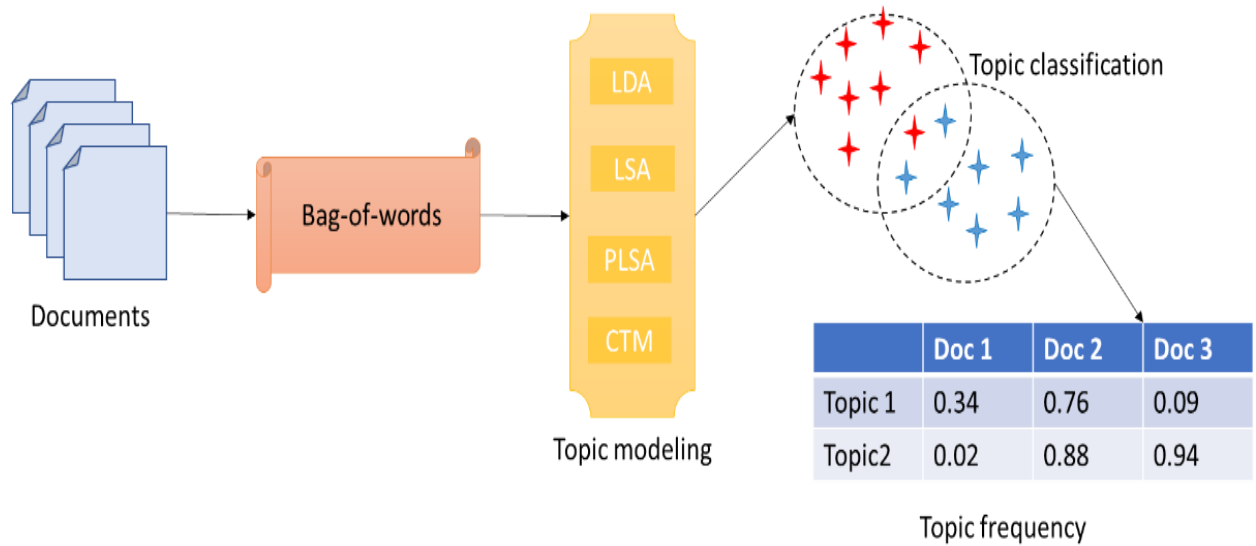 Documents
Bag-of-words
LDA
LSA
PLSA
CTM
Topic modeling
Topic classification
Doc 1 Doc 2 Doc 3
Topic 1 0.34 0.76 0.09
Topic2 0.02 0.88 0.94
Topic frequency